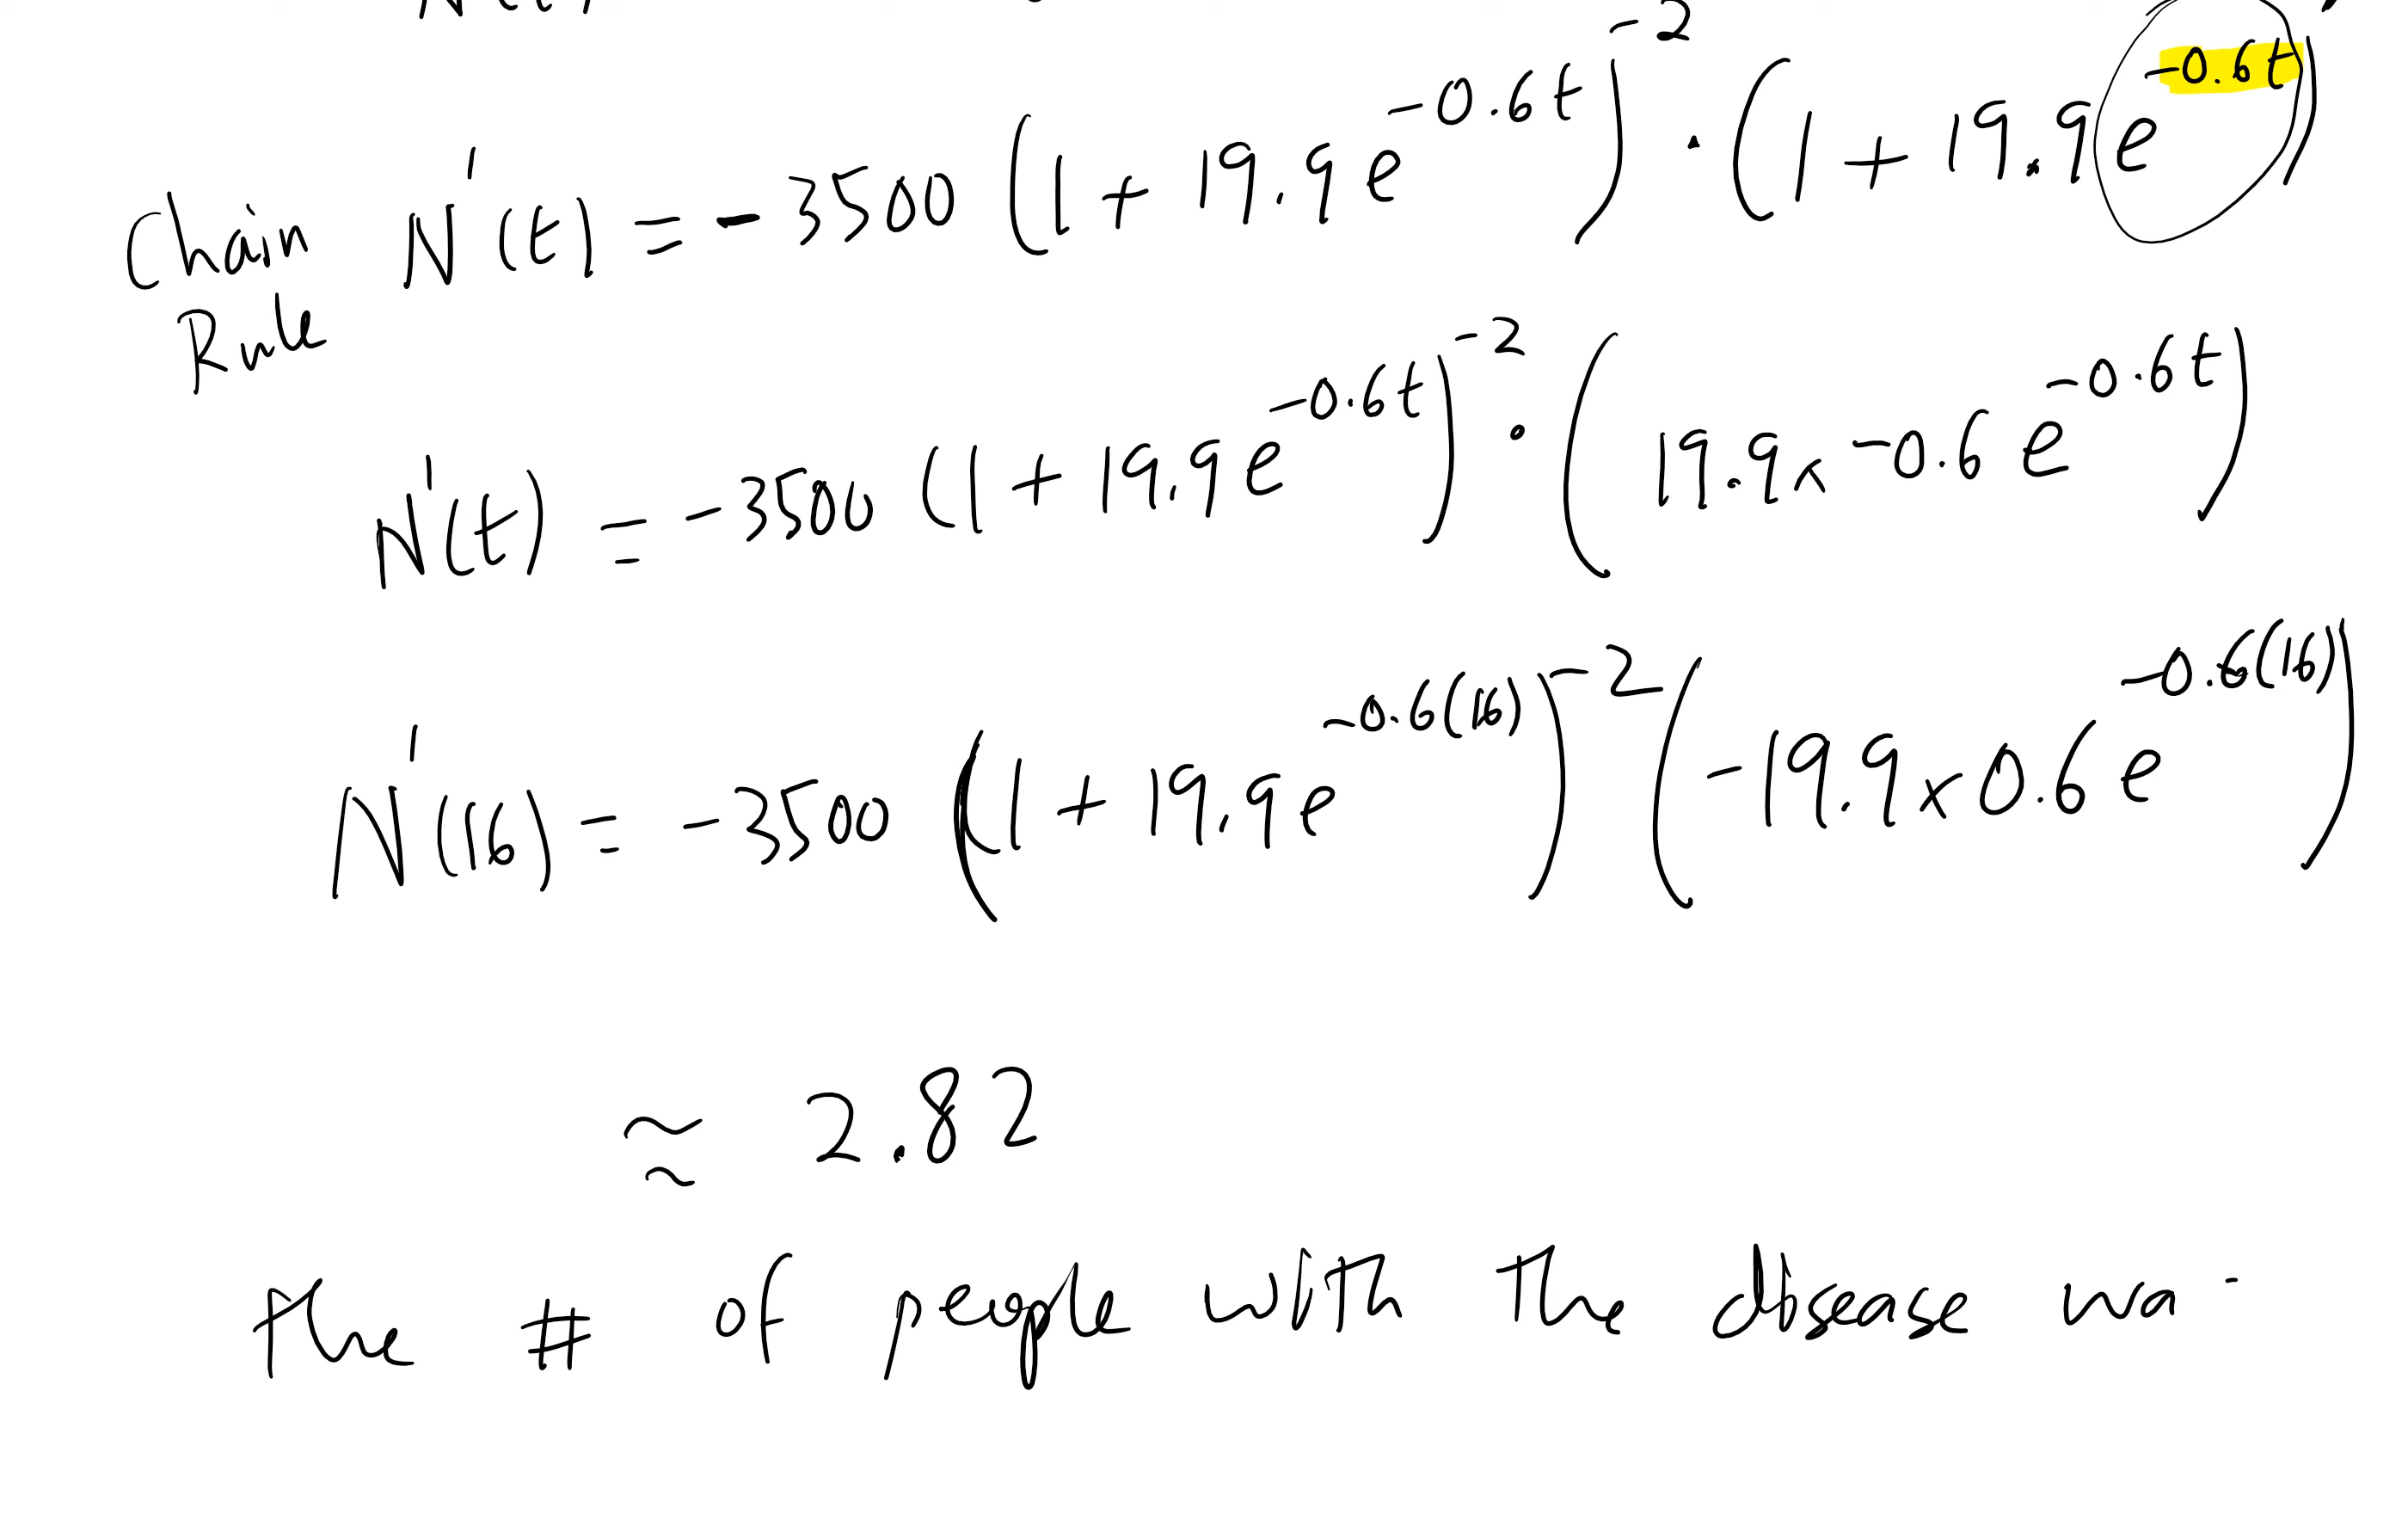 Chain Rule N'(t) = -3500 (1 + 19.9e^{-0.6t})^{-2} · (1 + 19.9e^{-0.6t})'
N'(t) = -3500 (1 + 19.9e^{-0.6t})^{-2} · (19.9 x -0.6 e^{-0.6t})
N'(16) = -3500 (1 + 19.9e^{-0.6(16)})^{-2} (-19.9 x 0.6 e^{-0.6(16)})
≈ 2.82
the # of people with the disease wa